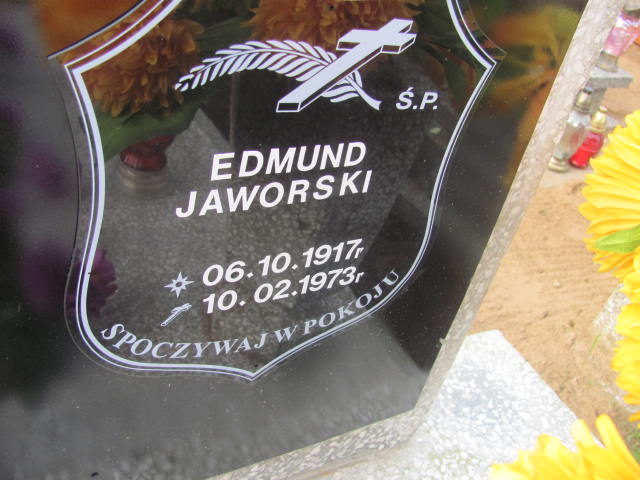 Ś.P.
EDMUND
JAWORSKI
06.10.1917r
10.02.1973r
SPOCZYWAJ W POKOJU